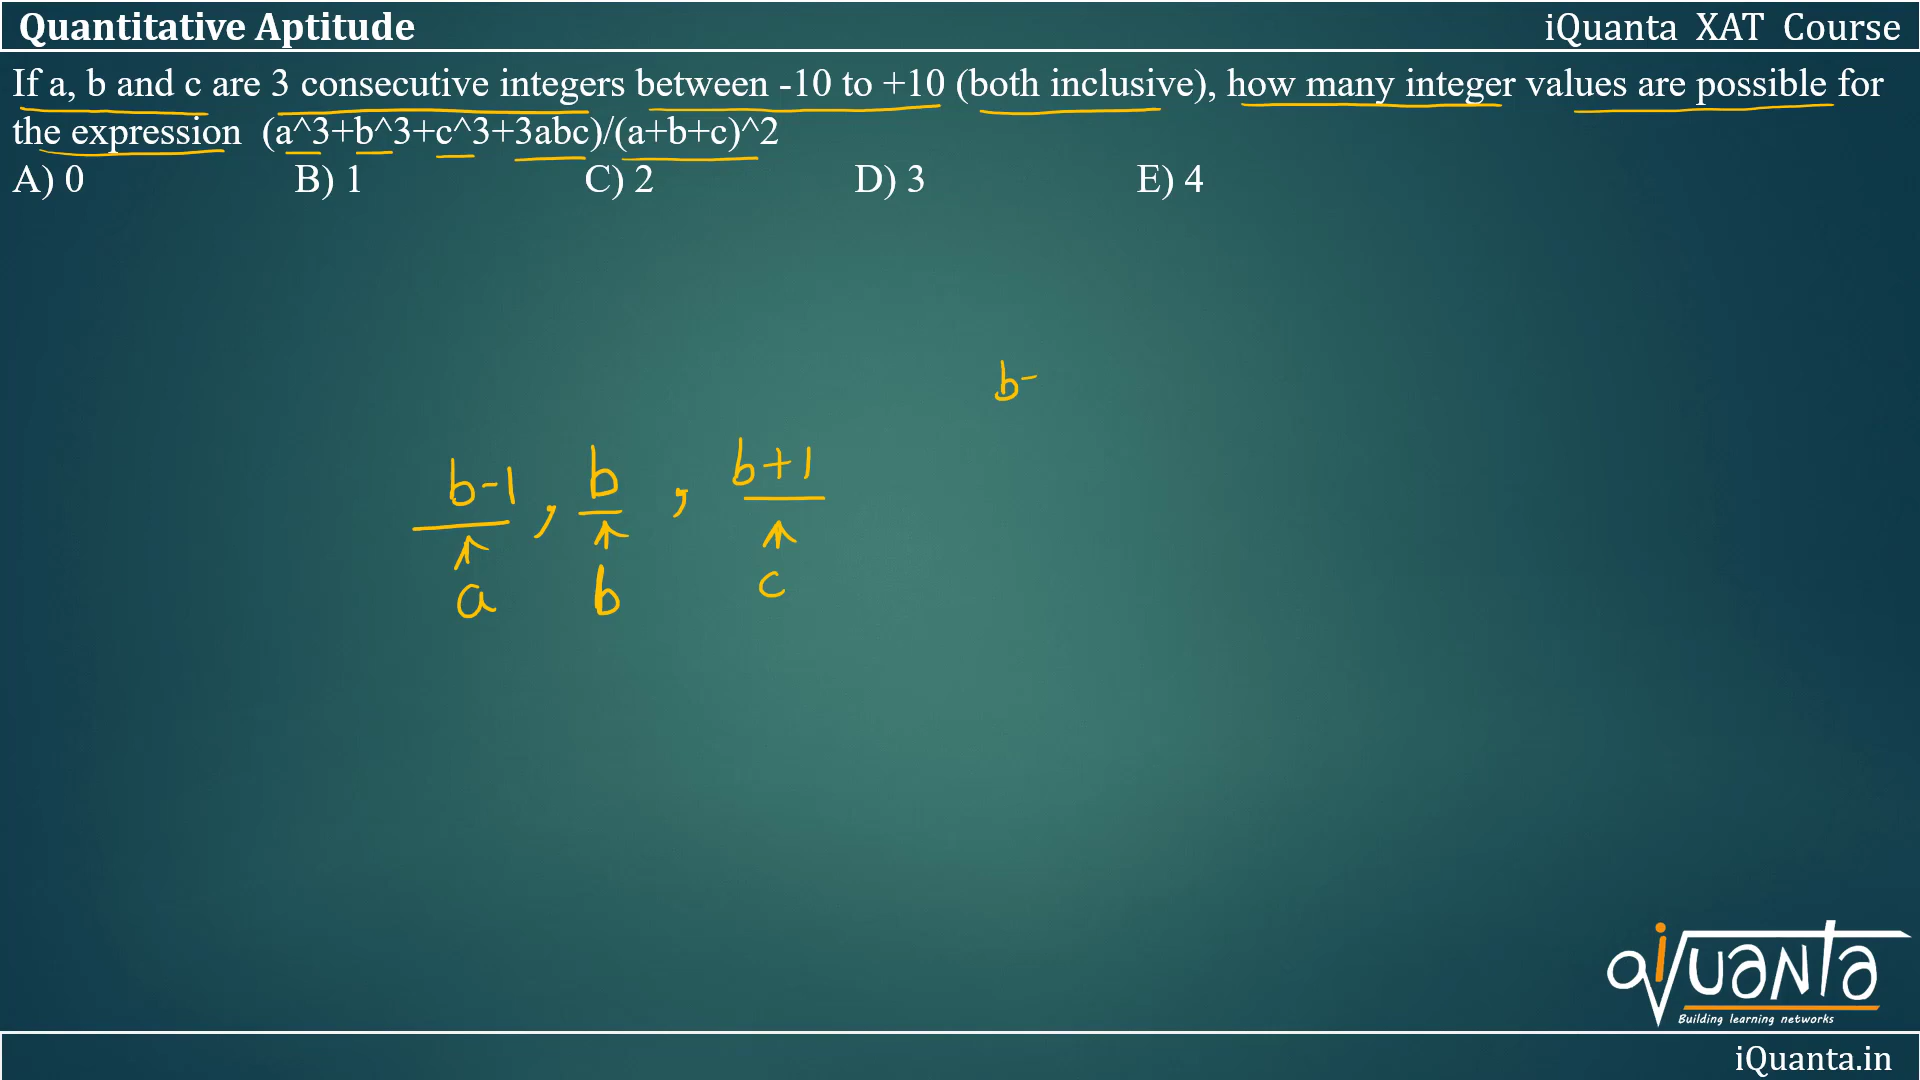 Quantitative Aptitude
iQuanta XAT Course
If a, b and c are 3 consecutive integers between -10 to +10 (both inclusive), how many integer values are possible for
the expression (a^3+b^3+c^3+3abc)/(a+b+c)^2
A) 0 B) 1 C) 2 D) 3 E) 4
b-
b-1 , b , b+1
a b c
iQuanta
Building learning networks
iQuanta.in